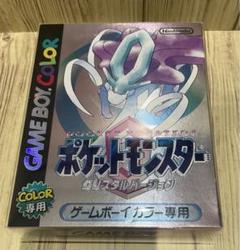 Nintendo
GAME BOY COLOR
ポケットモンスター
クリスタルバージョン
COLOR
専用
ゲームボーイカラー専用